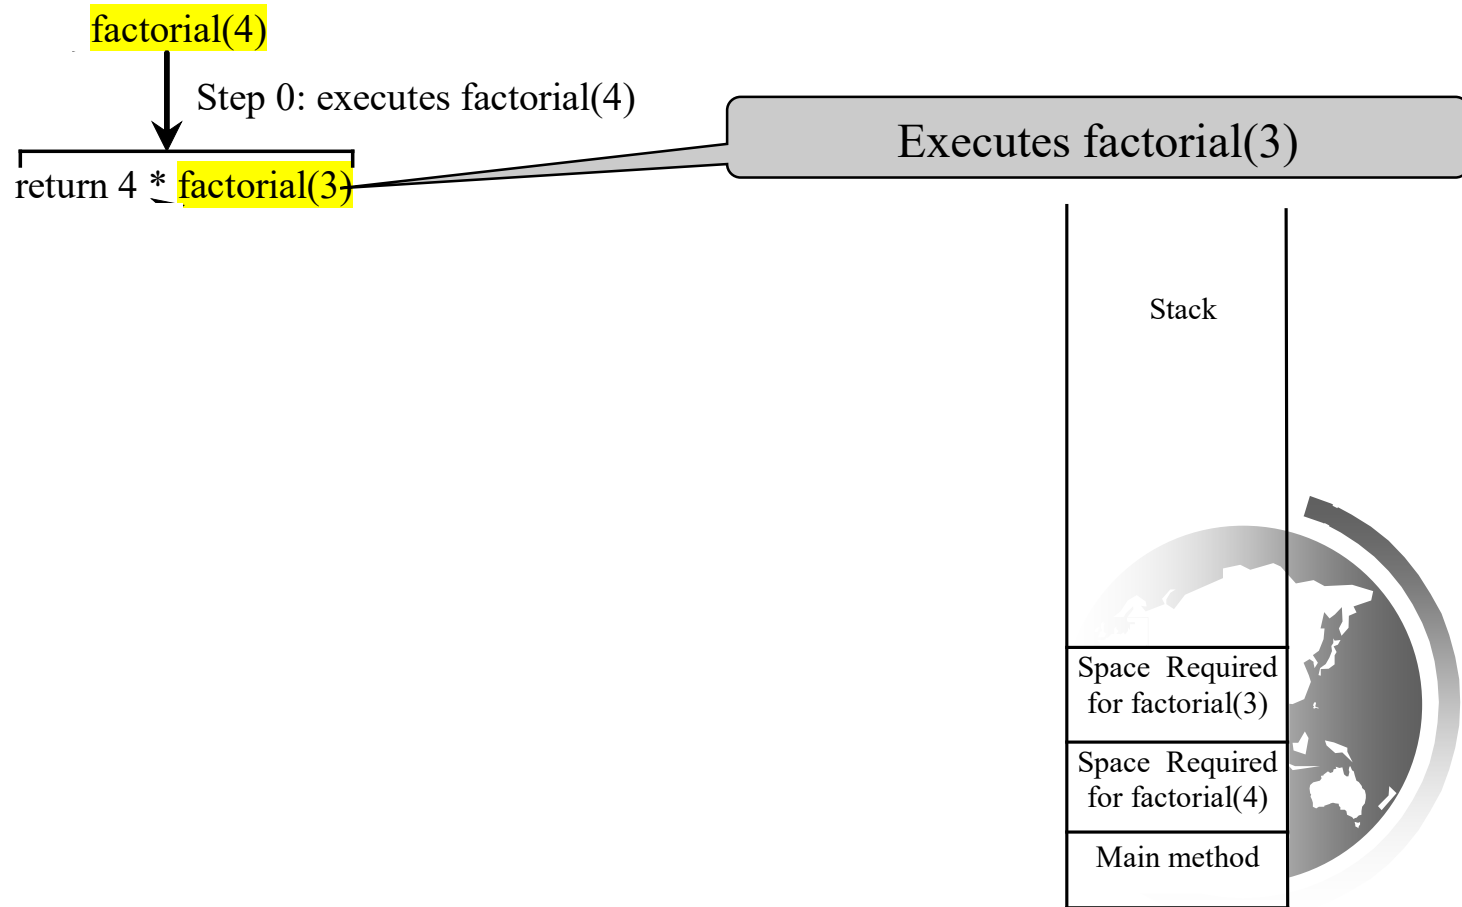 factorial(4)
Step 0: executes factorial(4)
Executes factorial(3)
return 4 * factorial(3)
Stack
Space Required
for factorial(3)
Space Required
for factorial(4)
Main method